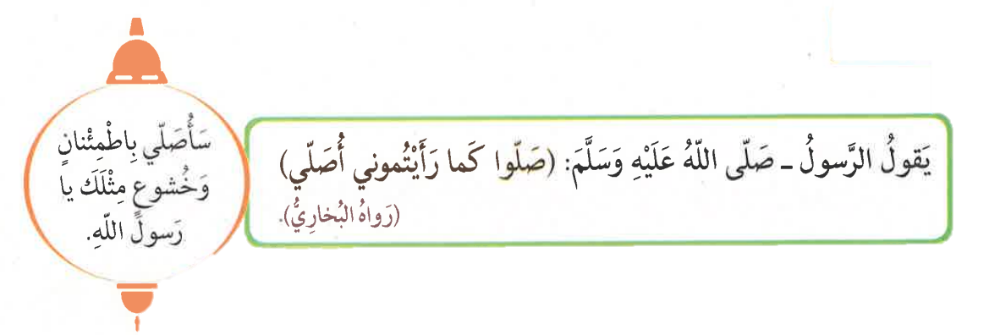 يَقولُ الرَّسولُ ـ صَلّى اللّهُ عَلَيْهِ وَسَلَّمَ: (صَلّوا كَما رَأَيْتُموني أُصَلّي)
(رَواهُ البُخارِيُّ).
سَأُصَلّي بِاطْمِئْنانٍ
وَخُشوعٍ مِثْلَكَ يا
رَسولَ اللّهِ.